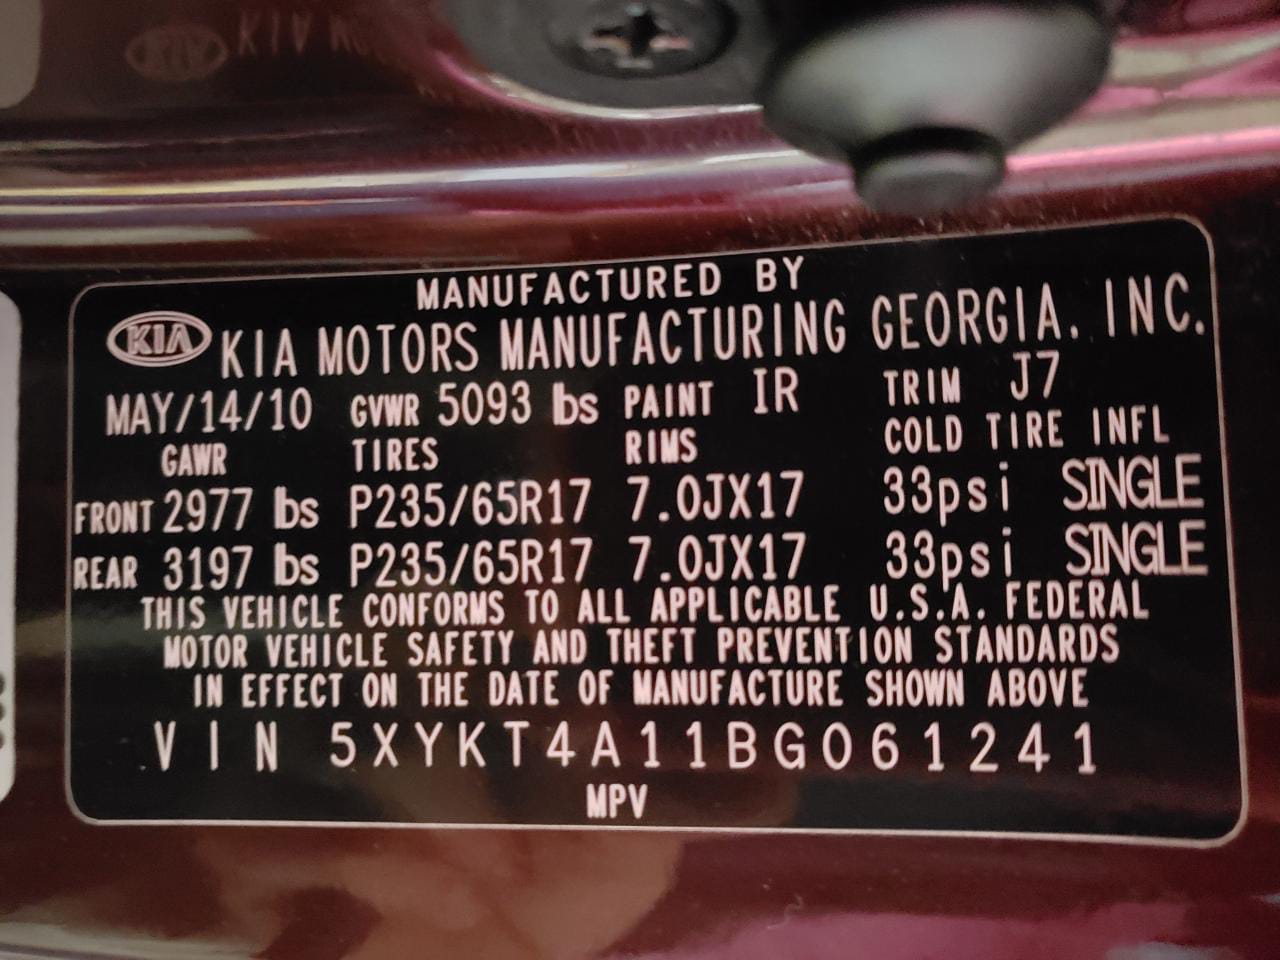 MANUFACTURED BY
KIA KIA MOTORS MANUFACTURING GEORGIA. INC.
MAY/14/10 GVWR 5093 lbs PAINT IR TRIM J7
GAWR TIRES RIMS COLD TIRE INFL
FRONT 2977 lbs P235/65R17 7.0JX17 33psi SINGLE
REAR 3197 lbs P235/65R17 7.0JX17 33psi SINGLE
THIS VEHICLE CONFORMS TO ALL APPLICABLE U.S.A. FEDERAL
MOTOR VEHICLE SAFETY AND THEFT PREVENTION STANDARDS
IN EFFECT ON THE DATE OF MANUFACTURE SHOWN ABOVE
VIN 5XYKT4A11BG061241
MPV